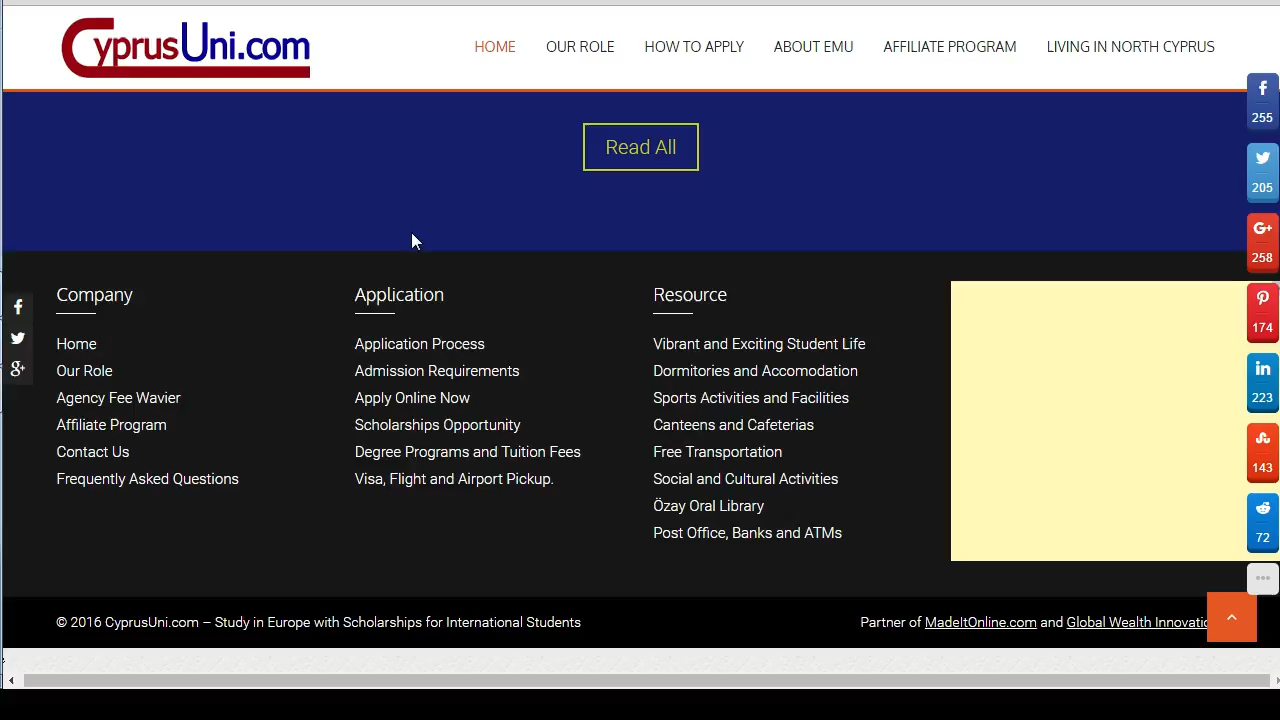 CyprusUni.com
HOME OUR ROLE HOW TO APPLY ABOUT EMU AFFILIATE PROGRAM LIVING IN NORTH CYPRUS
Read All
255
205
G+
258
174
in
223
143
72
Company
Home
Our Role
Agency Fee Wavier
Affiliate Program
Contact Us
Frequently Asked Questions
Application
Application Process
Admission Requirements
Apply Online Now
Scholarships Opportunity
Degree Programs and Tuition Fees
Visa, Flight and Airport Pickup.
Resource
Vibrant and Exciting Student Life
Dormitories and Accomodation
Sports Activities and Facilities
Canteens and Cafeterias
Free Transportation
Social and Cultural Activities
Özay Oral Library
Post Office, Banks and ATMs
© 2016 CyprusUni.com – Study in Europe with Scholarships for International Students
Partner of MadeItOnline.com and Global Wealth